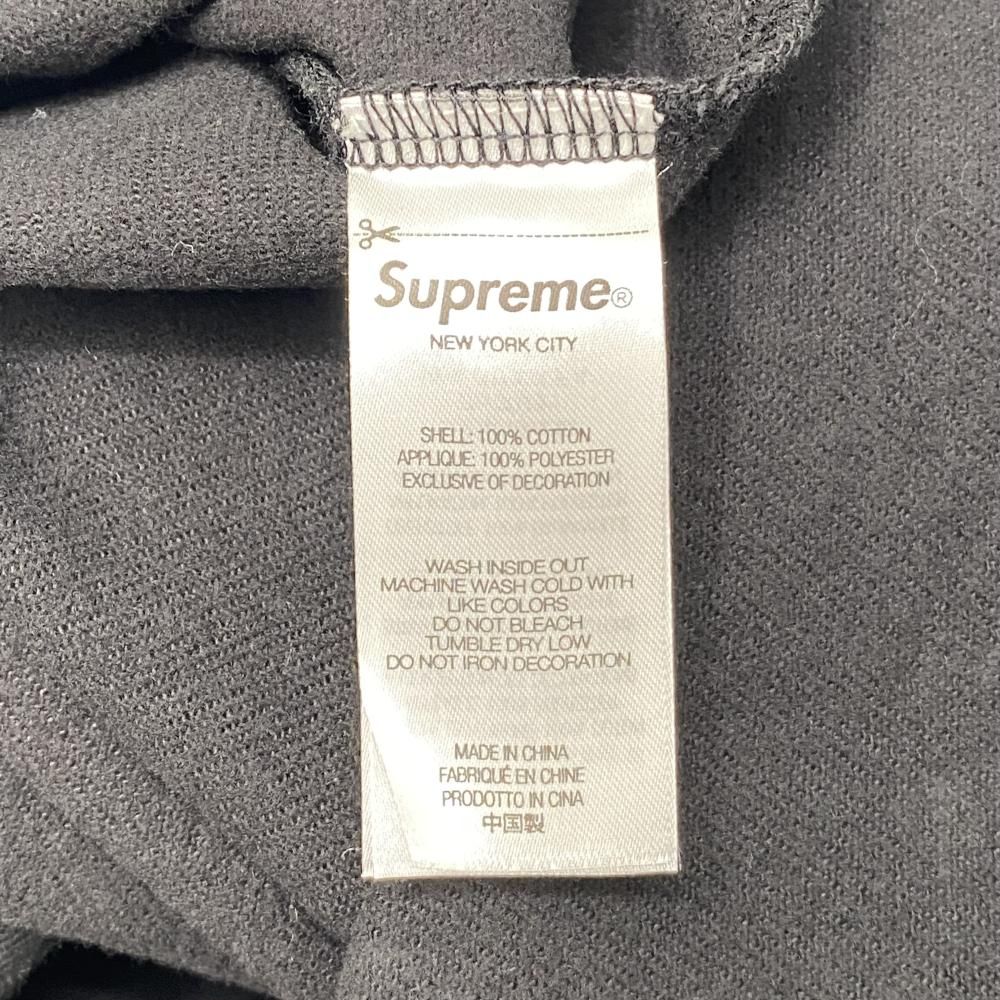 Supreme®
NEW YORK CITY
SHELL: 100% COTTON
APPLIQUE: 100% POLYESTER
EXCLUSIVE OF DECORATION
WASH INSIDE OUT
MACHINE WASH COLD WITH
LIKE COLORS
DO NOT BLEACH
TUMBLE DRY LOW
DO NOT IRON DECORATION
MADE IN CHINA
FABRIQUÉ EN CHINE
PRODOTTO IN CINA
中国製